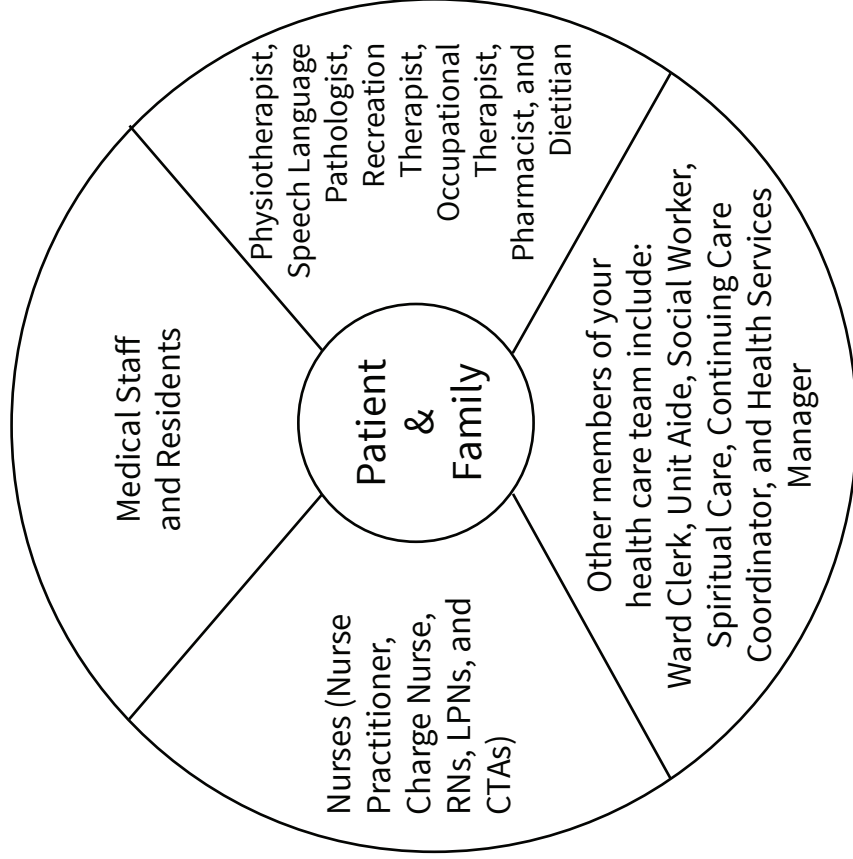 Medical Staff
and Residents
Physiotherapist,
Speech Language
Pathologist,
Recreation
Therapist,
Occupational
Therapist,
Pharmacist, and
Dietitian
Patient
&
Family
Nurses (Nurse
Practitioner,
Charge Nurse,
RNs, LPNs, and
CTAs)
Other members of your
health care team include:
Ward Clerk, Unit Aide, Social Worker,
Spiritual Care, Continuing Care
Coordinator, and Health Services
Manager